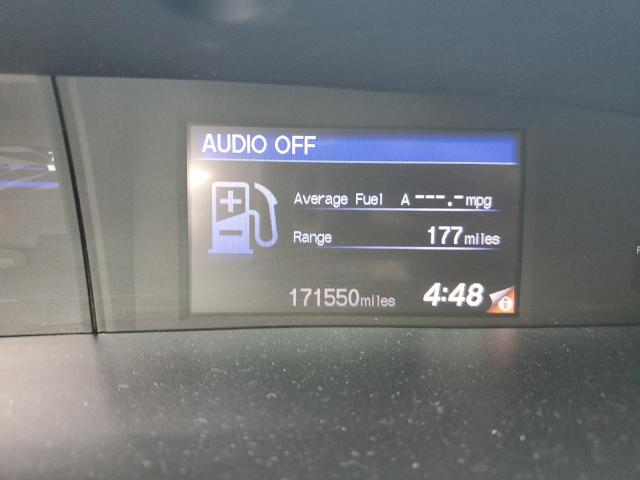 AUDIO OFF
Average Fuel A ---.- mpg
Range 177 miles
171550 miles 4:48